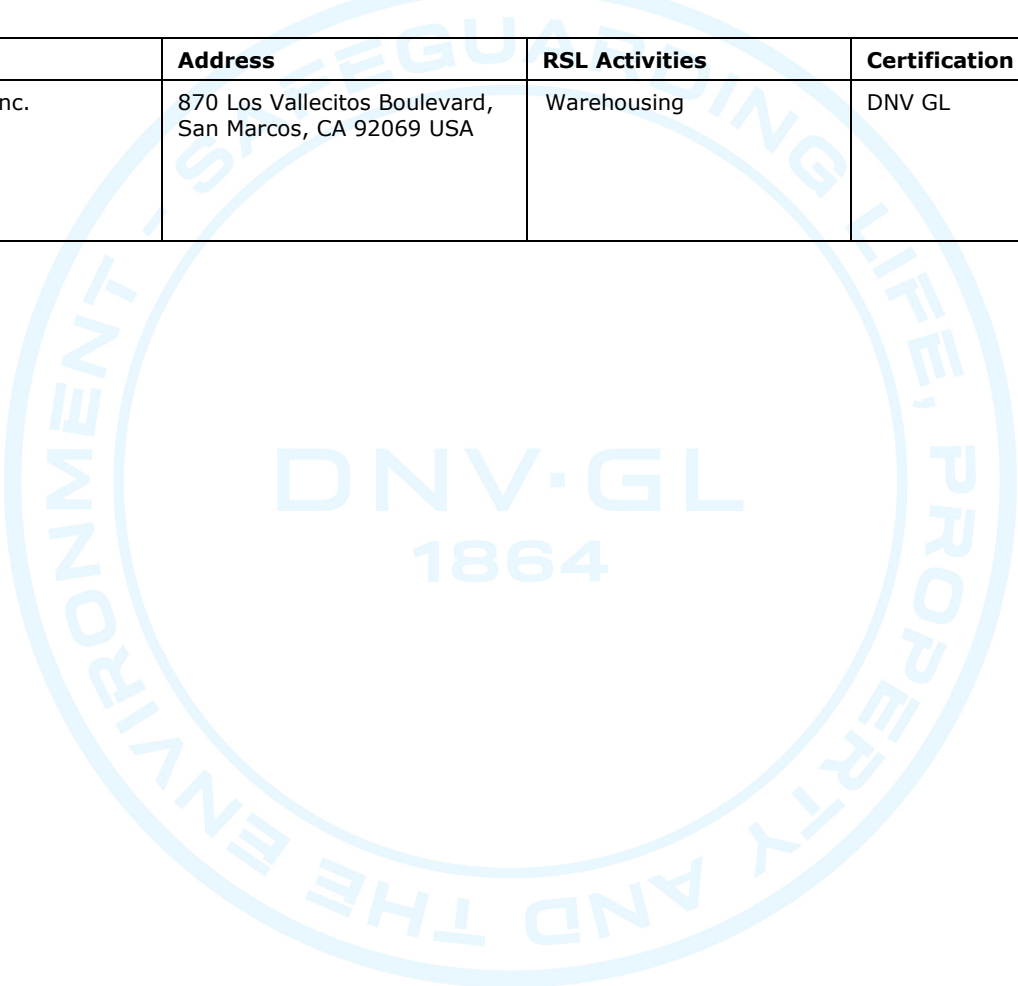 Address RSL Activities Certification
nc. 870 Los Vallecitos Boulevard, Warehousing DNV GL
San Marcos, CA 92069 USA
SAFEGUARDING LIFE, PROPERTY AND THE ENVIRONMENT -
DNV·GL
1864